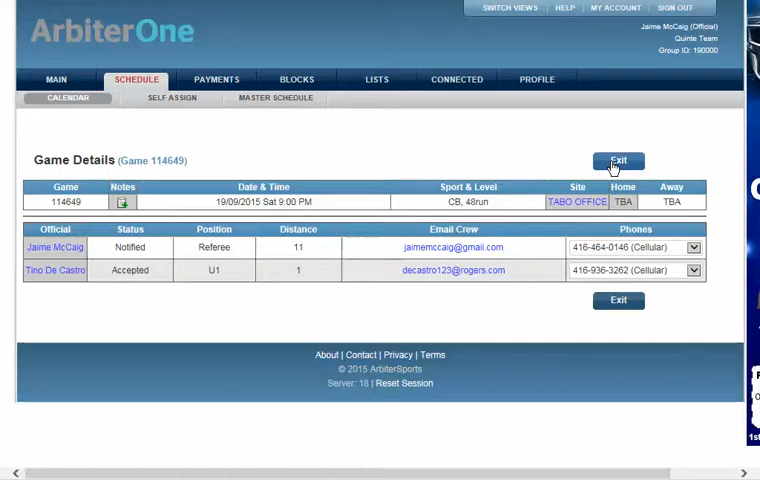 SWITCH VIEWS | HELP | MY ACCOUNT | SIGN OUT
ArbiterOne
Jaime McCaig (Official)
Quinte Team
Group ID: 190000
MAIN SCHEDULE PAYMENTS BLOCKS LISTS CONNECTED PROFILE
CALENDAR SELF ASSIGN MASTER SCHEDULE
Game Details (Game 114649) Exit
Game Notes Date & Time Sport & Level Site Home Away
114649 19/09/2015 Sat 9:00 PM CB, 48run TABO OFFICE TBA TBA
Official Status Position Distance Email Crew Phones
Jaime McCaig Notified Referee 11 jaimemccaig@gmail.com 416-464-0146 (Cellular)
Tino De Castro Accepted U1 1 decastro123@rogers.com 416-936-3262 (Cellular)
Exit
About | Contact | Privacy | Terms
© 2015 ArbiterSports
Server: 18 | Reset Session